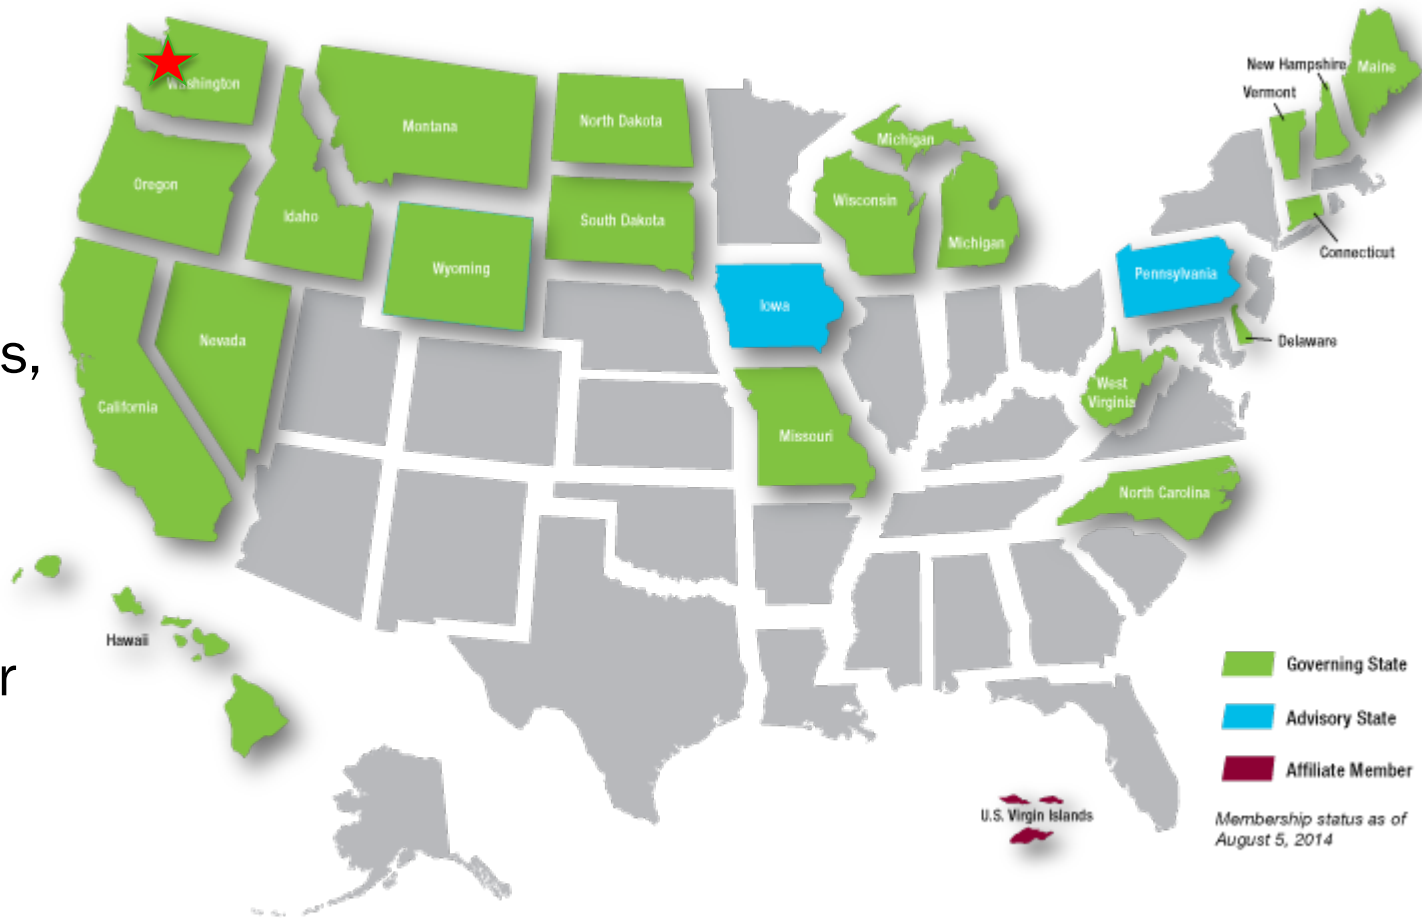 Washington
Montana
North Dakota
Michigan
New Hampshire
Maine
Vermont
Oregon
Idaho
Wyoming
South Dakota
Wisconsin
Michigan
Connecticut
Pennsylvania
Iowa
Nevada
s,
Delaware
California
West
Virginia
Missouri
North Carolina
Hawaii
r
Governing State
Advisory State
Affiliate Member
U.S. Virgin Islands
Membership status as of
August 5, 2014